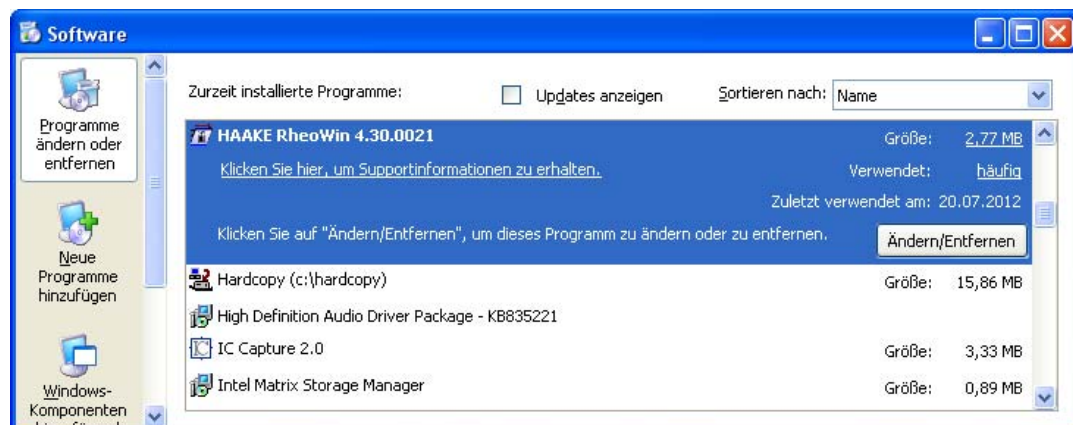 Software
Programme
ändern oder
entfernen
Neue
Programme
hinzufügen
Windows-
Komponenten
Zurzeit installierte Programme:
Updates anzeigen
Sortieren nach: Name
HAAKE RheoWin 4.30.0021
Größe: 2,77 MB
Klicken Sie hier, um Supportinformationen zu erhalten.
Verwendet: häufig
Zuletzt verwendet am: 20.07.2012
Klicken Sie auf "Ändern/Entfernen", um dieses Programm zu ändern oder zu entfernen.
Ändern/Entfernen
Hardcopy (c:\hardcopy)
Größe: 15,86 MB
High Definition Audio Driver Package - KB835221
IC Capture 2.0
Größe: 3,33 MB
Intel Matrix Storage Manager
Größe: 0,89 MB